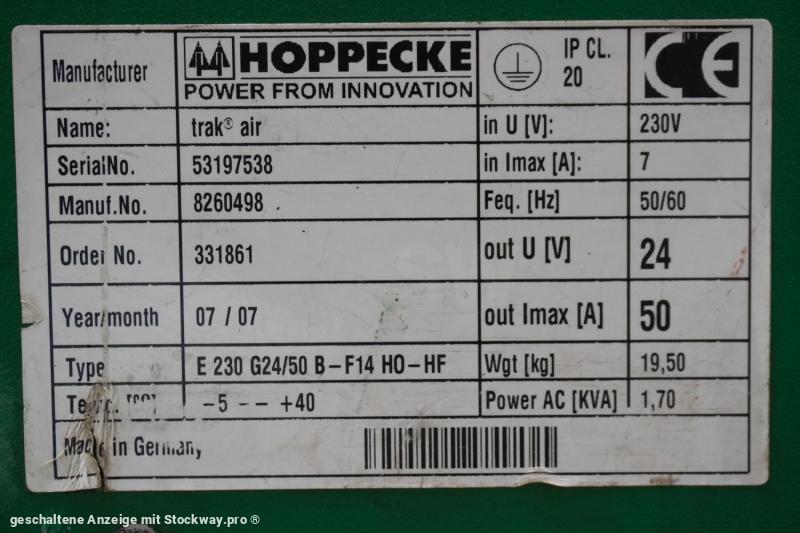 Manufacturer HOPPECKE IP CL.
POWER FROM INNOVATION 20 CE
Name: trak® air in U [V]: 230V
SerialNo. 53197538 in Imax [A]: 7
Manuf.No. 8260498 Feq. [Hz] 50/60
Order No. 331861 out U [V] 24
Year/month 07 / 07 out Imax [A] 50
Type E 230 G24/50 B-F14 HO-HF Wgt [kg] 19,50
-5 -- +40 Power AC [KVA] 1,70
Made in Germany
geschaltene Anzeige mit Stockway.pro ®